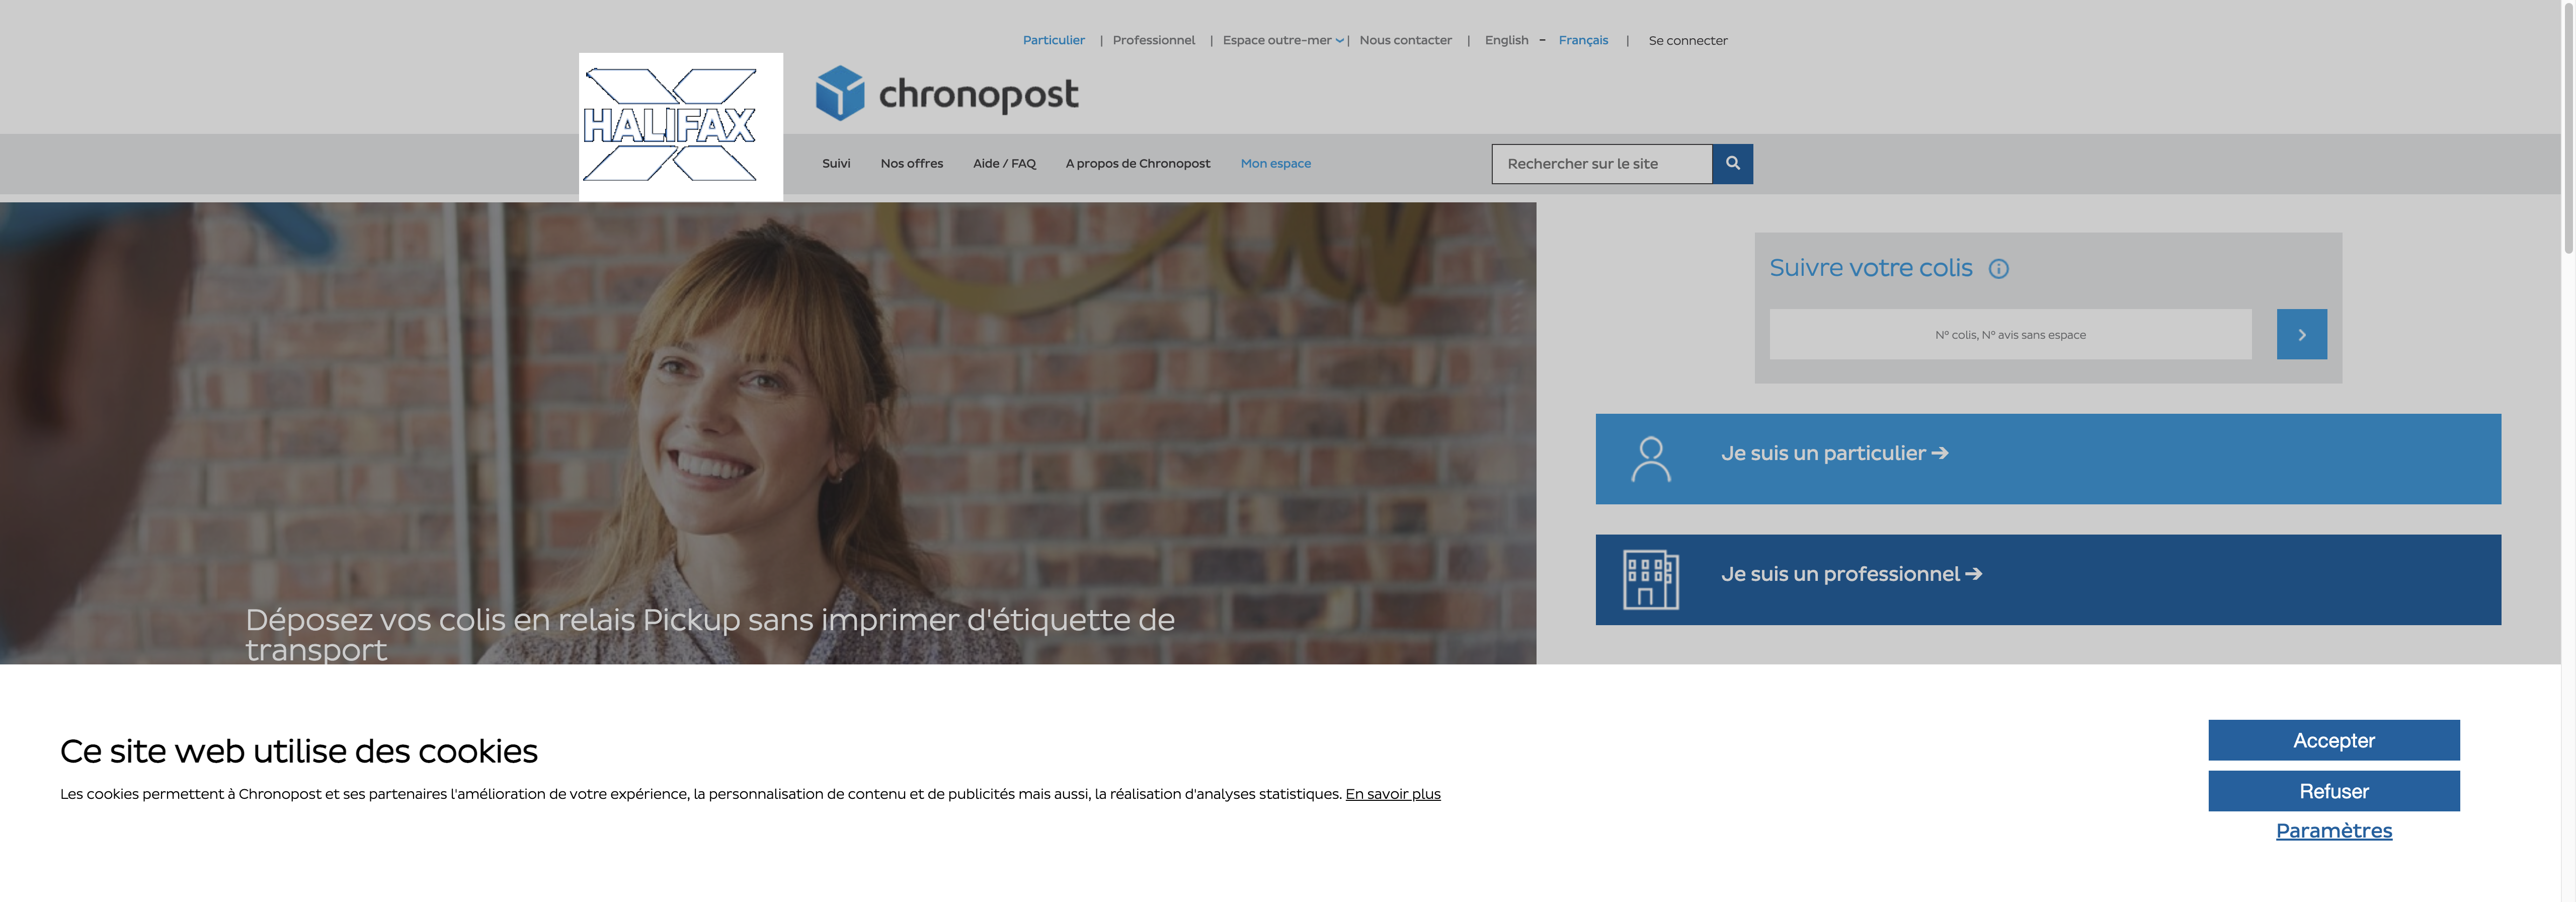 Particulier | Professionnel | Espace outre-mer | Nous contacter | English - Français | Se connecter
HALIFAX
chronopost
Suivi Nos offres Aide / FAQ A propos de Chronopost Mon espace Rechercher sur le site
Suivre votre colis
N° colis, N° avis sans espace
Je suis un particulier →
Je suis un professionnel →
Déposez vos colis en relais Pickup sans imprimer d'étiquette de
transport
Ce site web utilise des cookies
Les cookies permettent à Chronopost et ses partenaires l'amélioration de votre expérience, la personnalisation de contenu et de publicités mais aussi, la réalisation d'analyses statistiques. En savoir plus
Accepter
Refuser
Paramètres